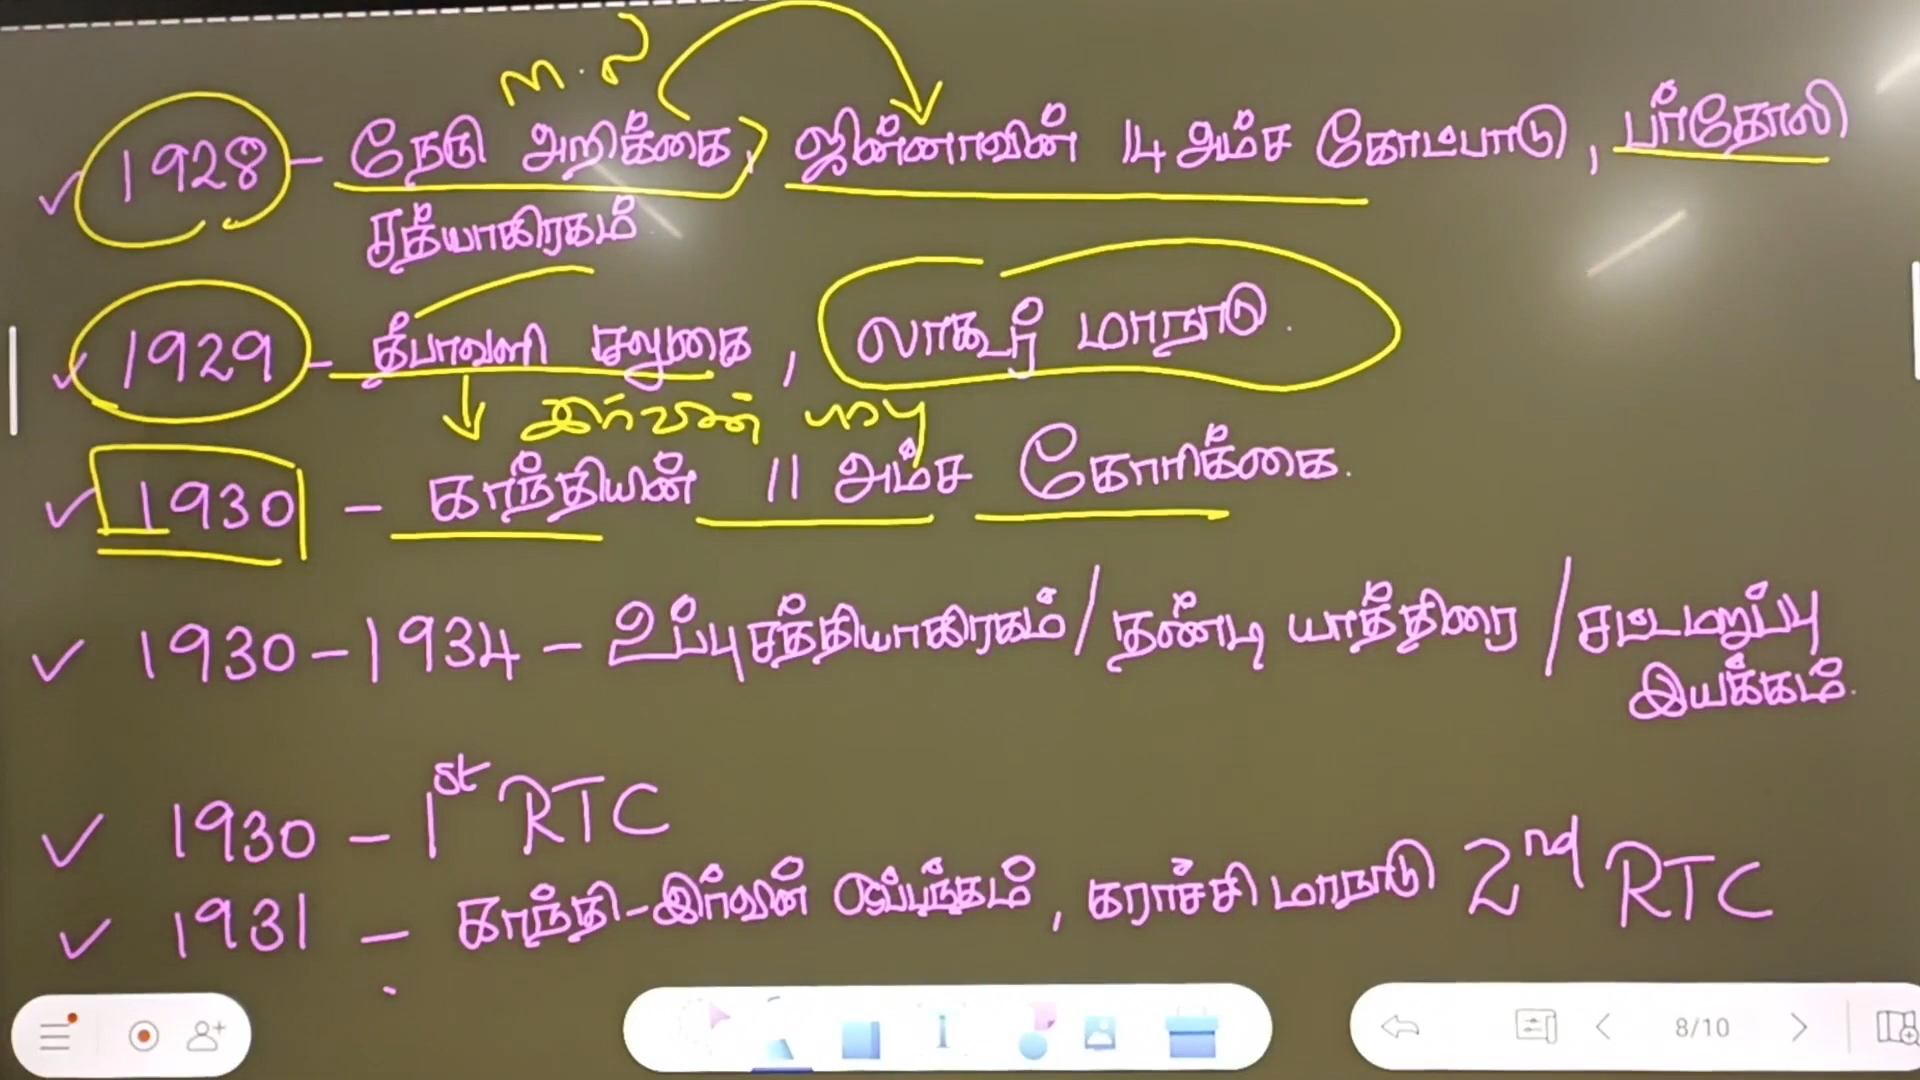 m.ல
1928 - நேரு அறிக்கை, ஜின்னாவின் 14 அம்ச கோட்பாடு, பர்தோலி
சத்யாகிரகம்
1929 - தீபாவளி சலுகை, லாகூர் மாநாடு.
இர்வின் பிரபு
1930 - காந்தியின் 11 அம்ச கோரிக்கை.
1930-1934 - உப்புசத்தியாகிரகம்/தண்டி யாத்திரை/சட்டமறுப்பு
இயக்கம்.
1930 - 1st RTC
1931 - காந்தி-இர்வின் ஒப்பந்தம், கராச்சி மாநாடு 2nd RTC
8/10